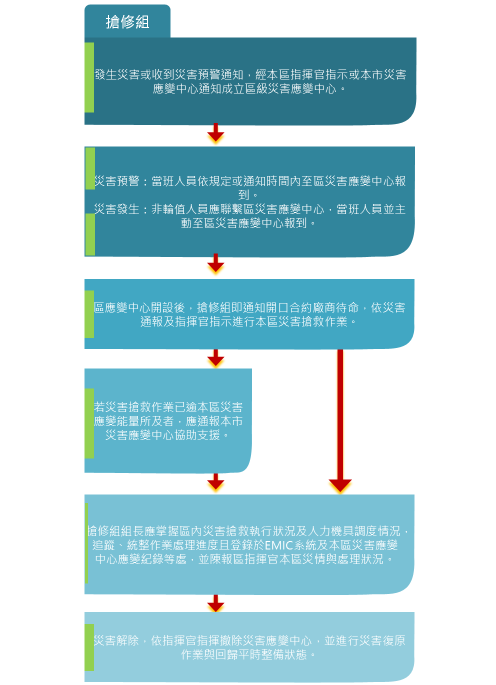 搶修組
發生災害或收到災害預警通知，經本區指揮官指示或本市災害
應變中心通知成立區級災害應變中心。
災害預警：當班人員依規定或通知時間內至區災害應變中心報
到。
災害發生：非輪值人員應聯繫區災害應變中心，當班人員並主
動至區災害應變中心報到。
區應變中心開設後，搶修組即通知開口合約廠商待命，依災害
通報及指揮官指示進行本區災害搶救作業。
若災害搶救作業已逾本區災害
應變能量所及者，應通報本市
災害應變中心協助支援。
搶修組組長應掌握區內災害搶救執行狀況及人力機具調度情況，
追蹤、統整作業處理進度且登錄於EMIC系統及本區災害應變
中心應變紀錄等處，並陳報區指揮官本區災情與處理狀況。
災害解除，依指揮官指揮撤除災害應變中心，並進行災害復原
作業與回歸平時整備狀態。